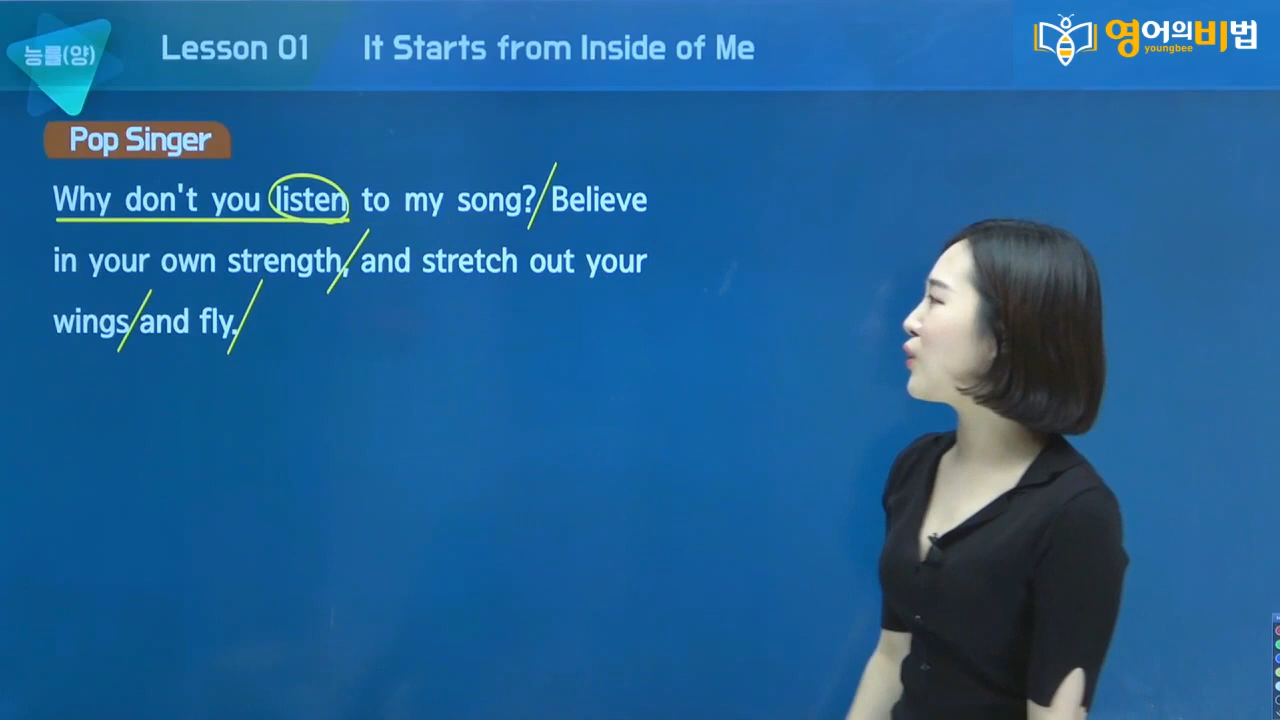 능률(양)
Lesson 01 It Starts from Inside of Me
영어의비법
youngbee
Pop Singer
Why don't you listen to my song? Believe
in your own strength, and stretch out your
wings and fly.